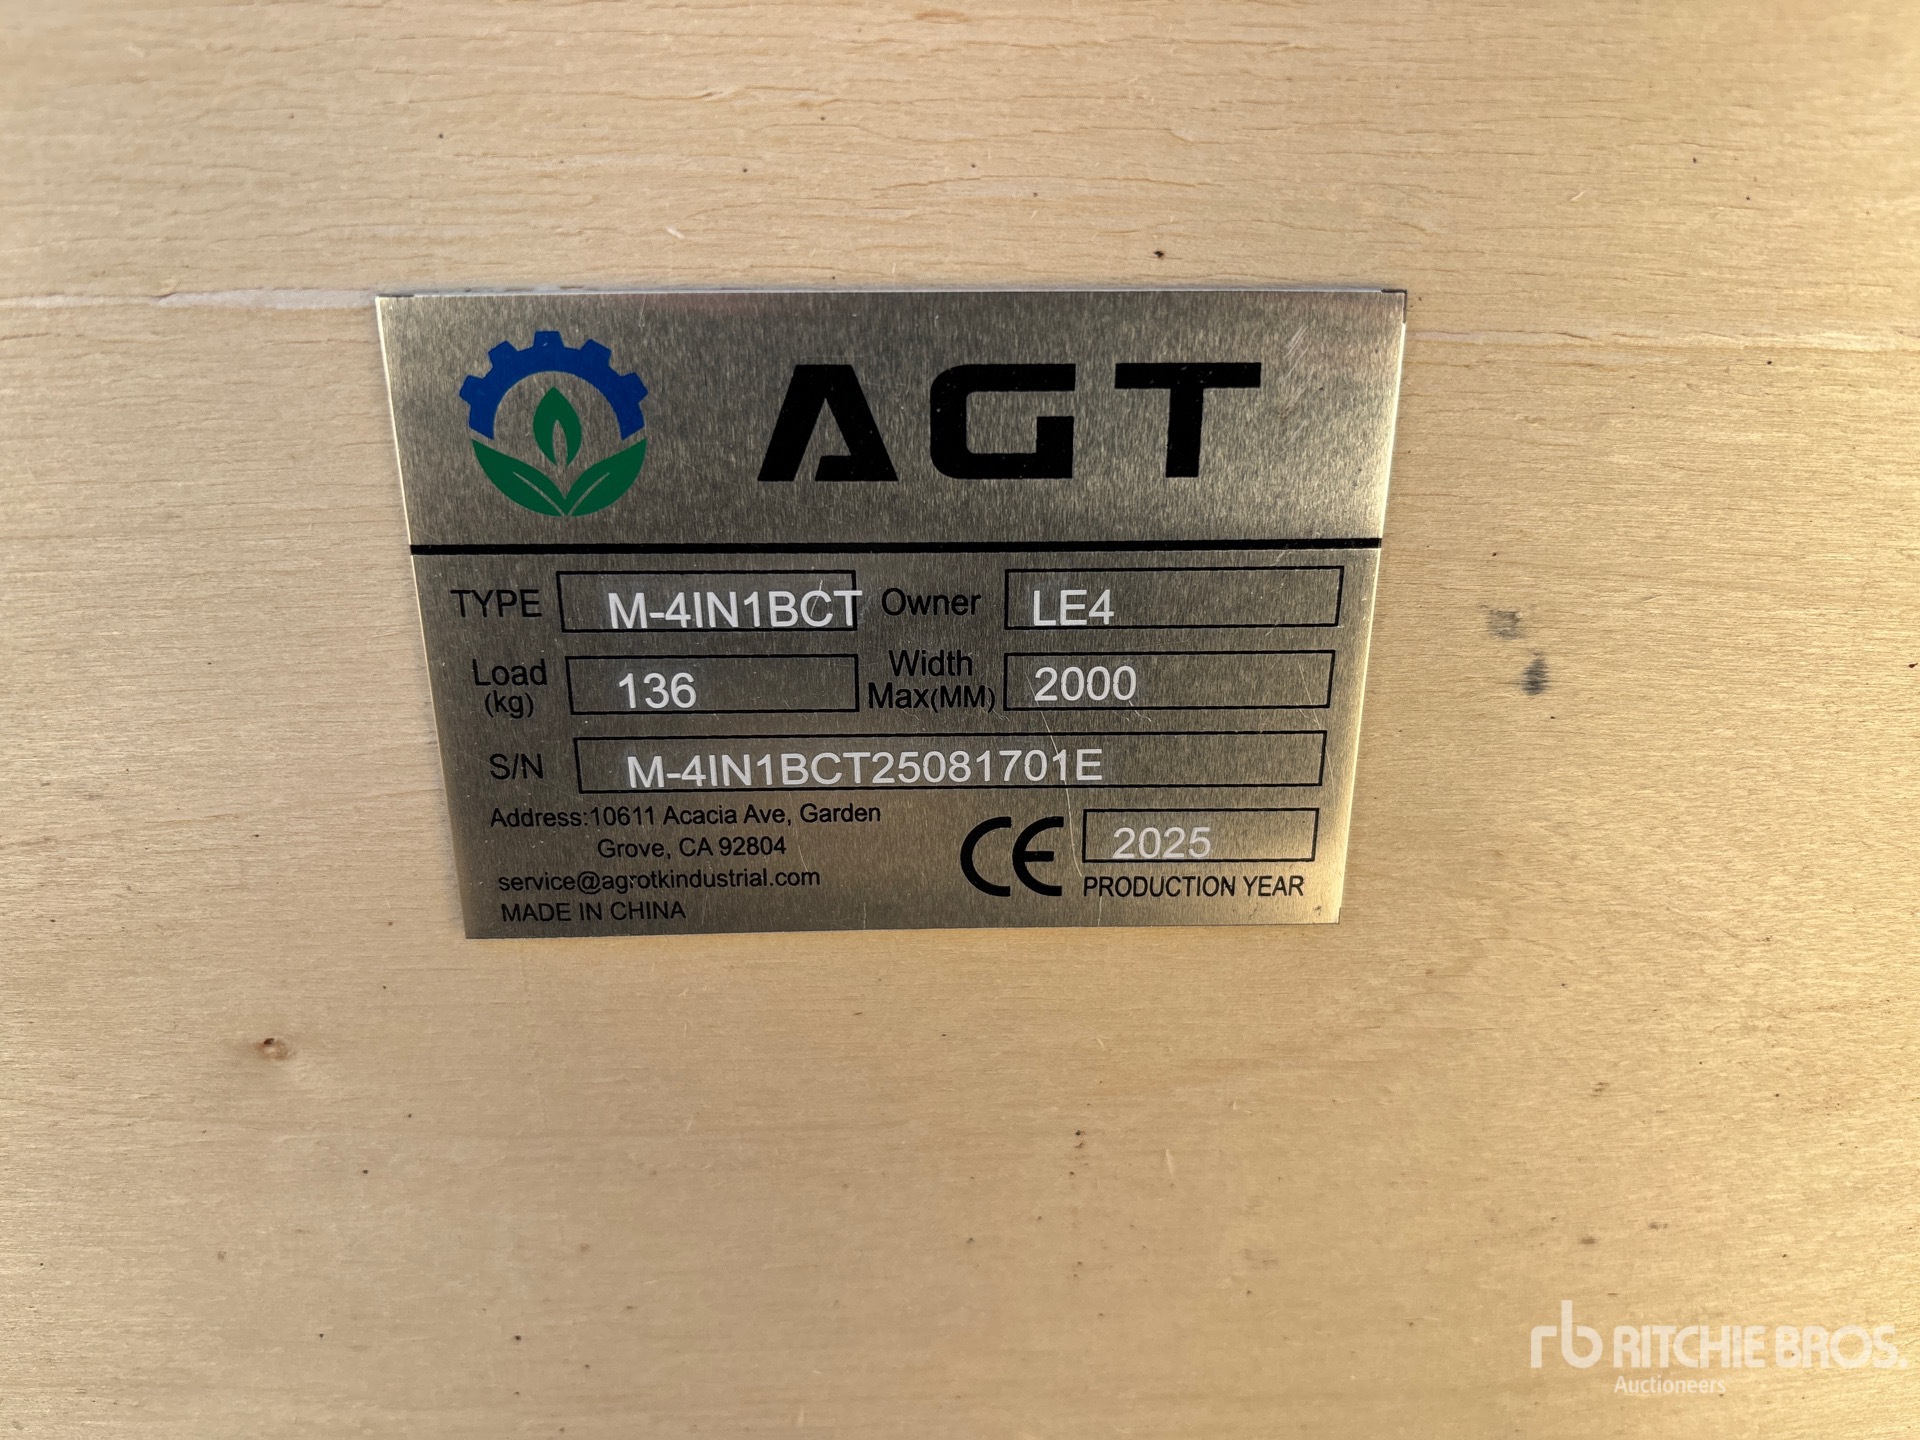 AGT
TYPE M-4IN1BCT Owner LE4
Load (kg) 136 Width Max(MM) 2000
S/N M-4IN1BCT25081701E
Address:10611 Acacia Ave, Garden
Grove, CA 92804
service@agrotkindustrial.com
MADE IN CHINA
CE 2025
PRODUCTION YEAR
rb RITCHIE BROS.
Auctioneers